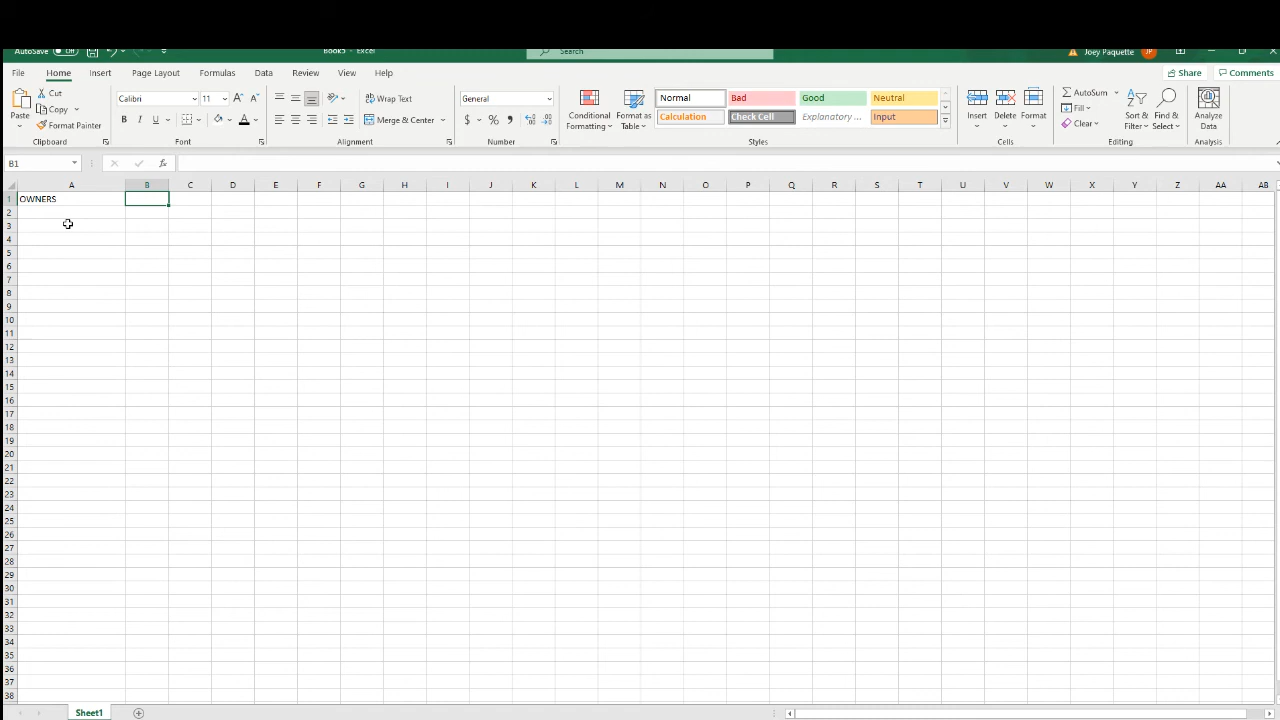 AutoSave Off Book5 - Excel Search Joey Paquette JP
File Home Insert Page Layout Formulas Data Review View Help Share Comments
Paste Cut Copy Format Painter
Calibri 11
B I U A
Wrap Text
Merge & Center
General
$ % ,
Conditional Formatting Format as Table
Normal Bad Good Neutral
Calculation Check Cell Explanatory ... Input
Insert Delete Format
AutoSum Fill Clear
Sort & Filter Find & Select
Analyze Data
Clipboard Font Alignment Number Styles Cells Editing Analysis
B1 fx
A B C D E F G H I J K L M N O P Q R S T U V W X Y Z AA AB
1 OWNERS
2
3
4
5
6
7
8
9
10
11
12
13
14
15
16
17
18
19
20
21
22
23
24
25
26
27
28
29
30
31
32
33
34
35
36
37
38
Sheet1